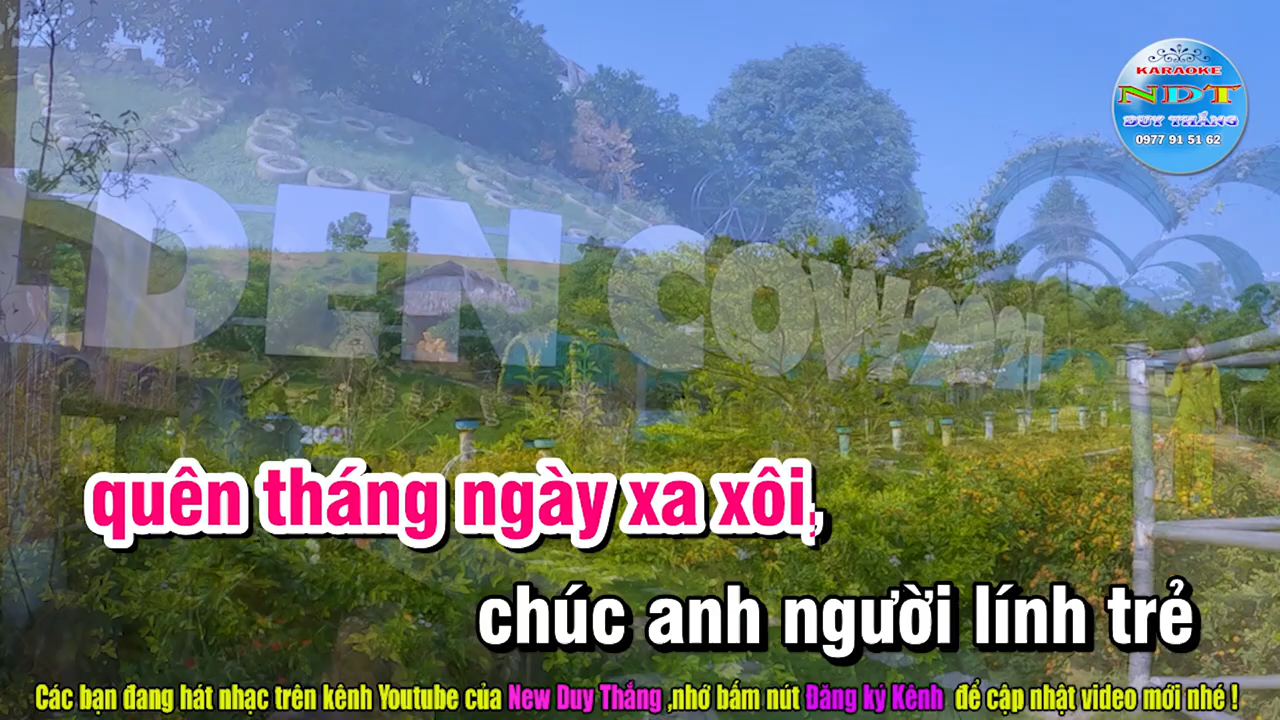 KARAOKE
NDT
DUY THẮNG
0977 91 51 62
DEN COW
quên tháng ngày xa xôi,
chúc anh người lính trẻ
Các bạn đang hát nhạc trên kênh Youtube của New Duy Thắng ,nhớ bấm nút Đăng ký Kênh để cập nhật video mới nhé !